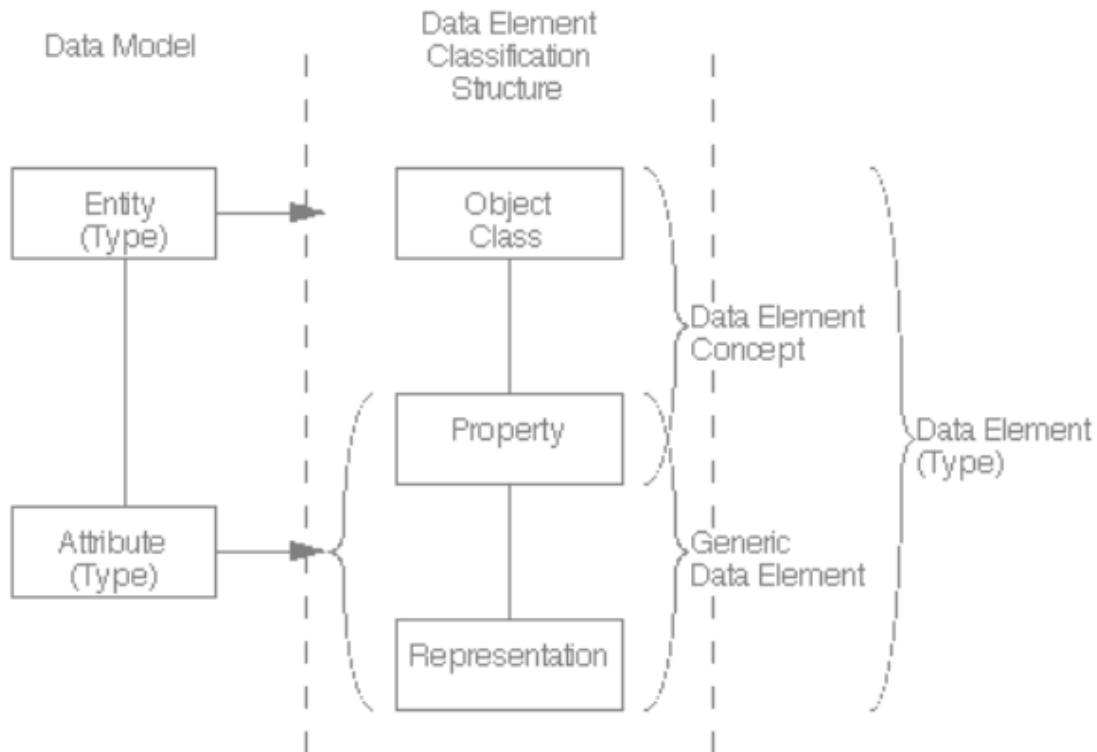 Data Model
Data Element
Classification
Structure
Entity
(Type)
Object
Class
Data Element
Concept
Property
Data Element
(Type)
Attribute
(Type)
Generic
Data Element
Representation